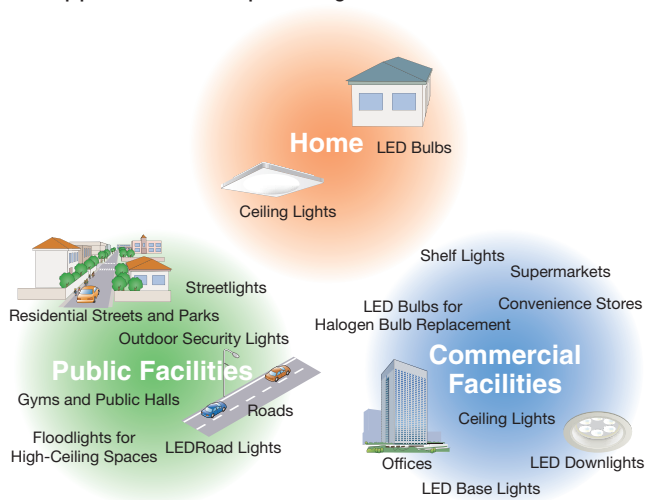 Home
LED Bulbs
Ceiling Lights
Streetlights
Residential Streets and Parks
Outdoor Security Lights
Public Facilities
Gyms and Public Halls
Roads
Floodlights for
High-Ceiling Spaces
LEDRoad Lights
Shelf Lights
Supermarkets
LED Bulbs for
Halogen Bulb Replacement
Convenience Stores
Commercial
Facilities
Ceiling Lights
Offices
LED Downlights
LED Base Lights